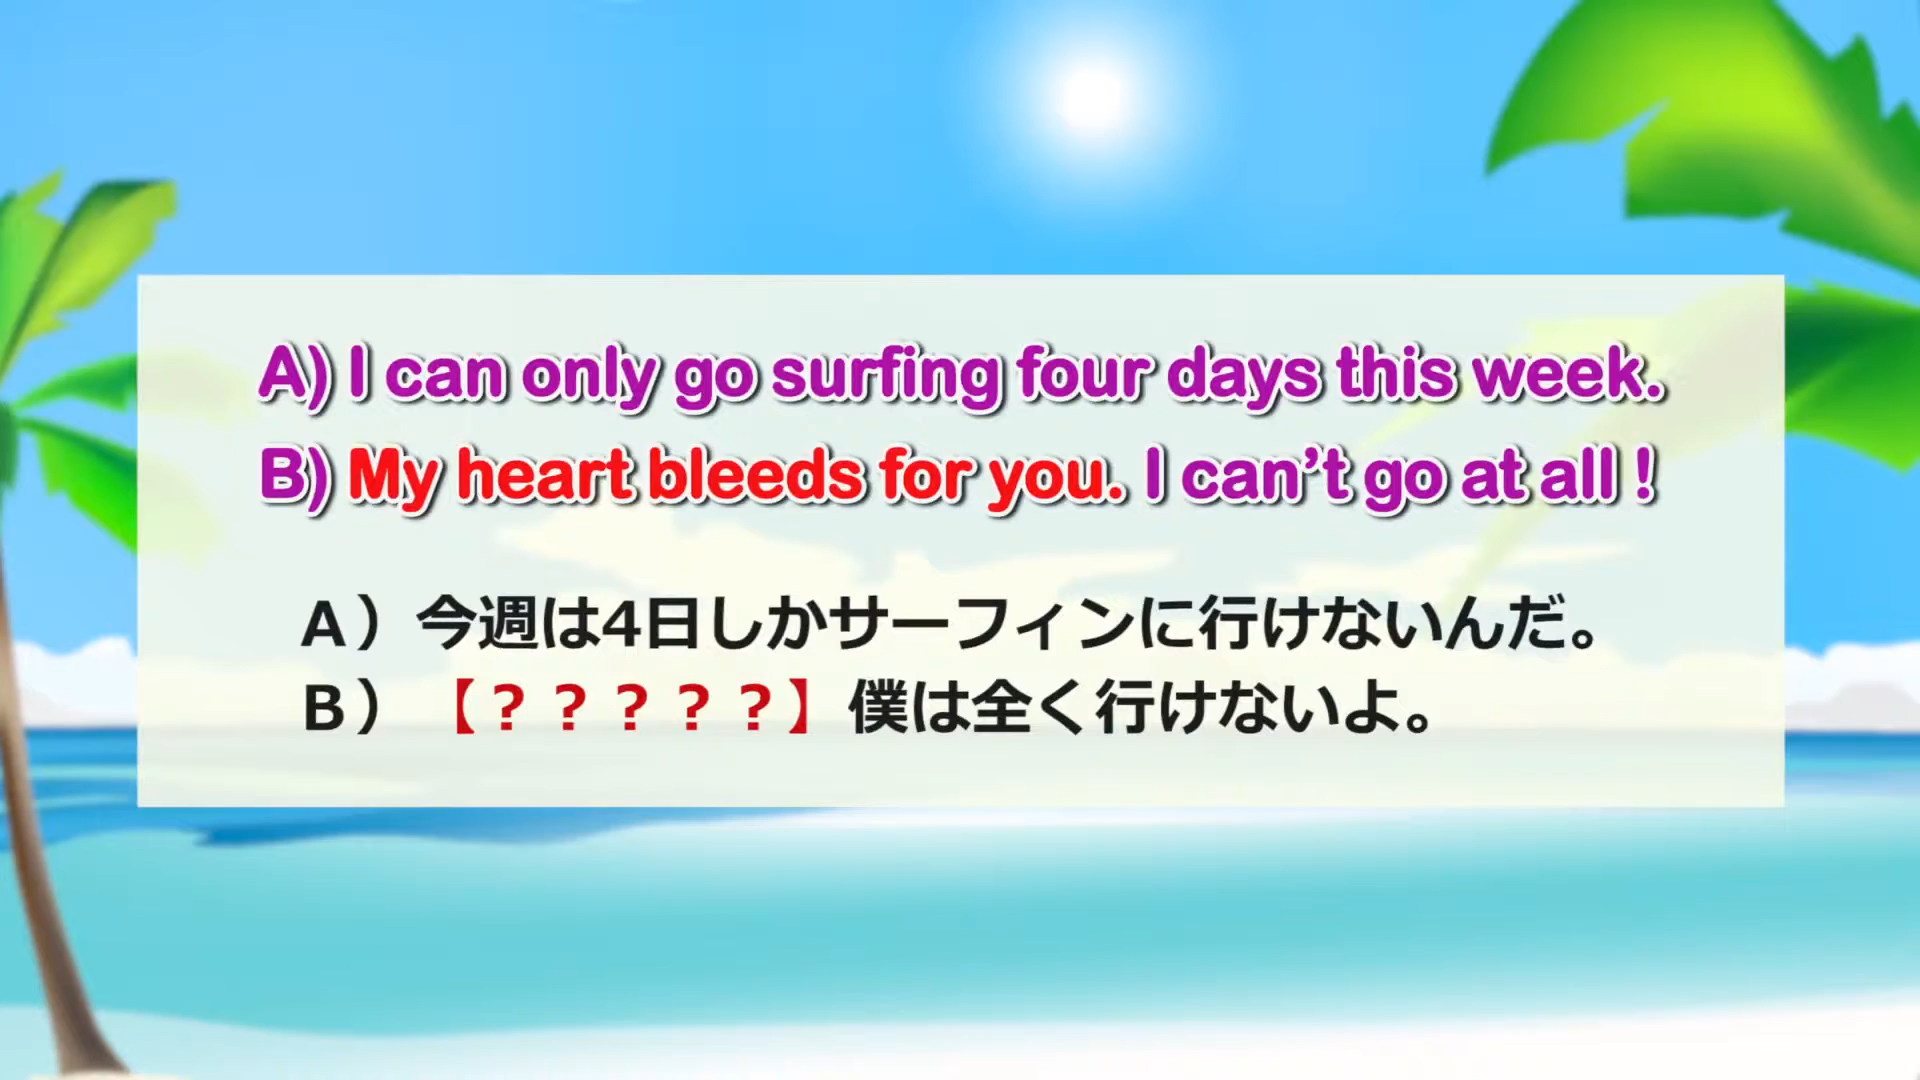 A) I can only go surfing four days this week.
B) My heart bleeds for you. I can't go at all !
A）今週は4日しかサーフィンに行けないんだ。
B）【？？？？？】僕は全く行けないよ。